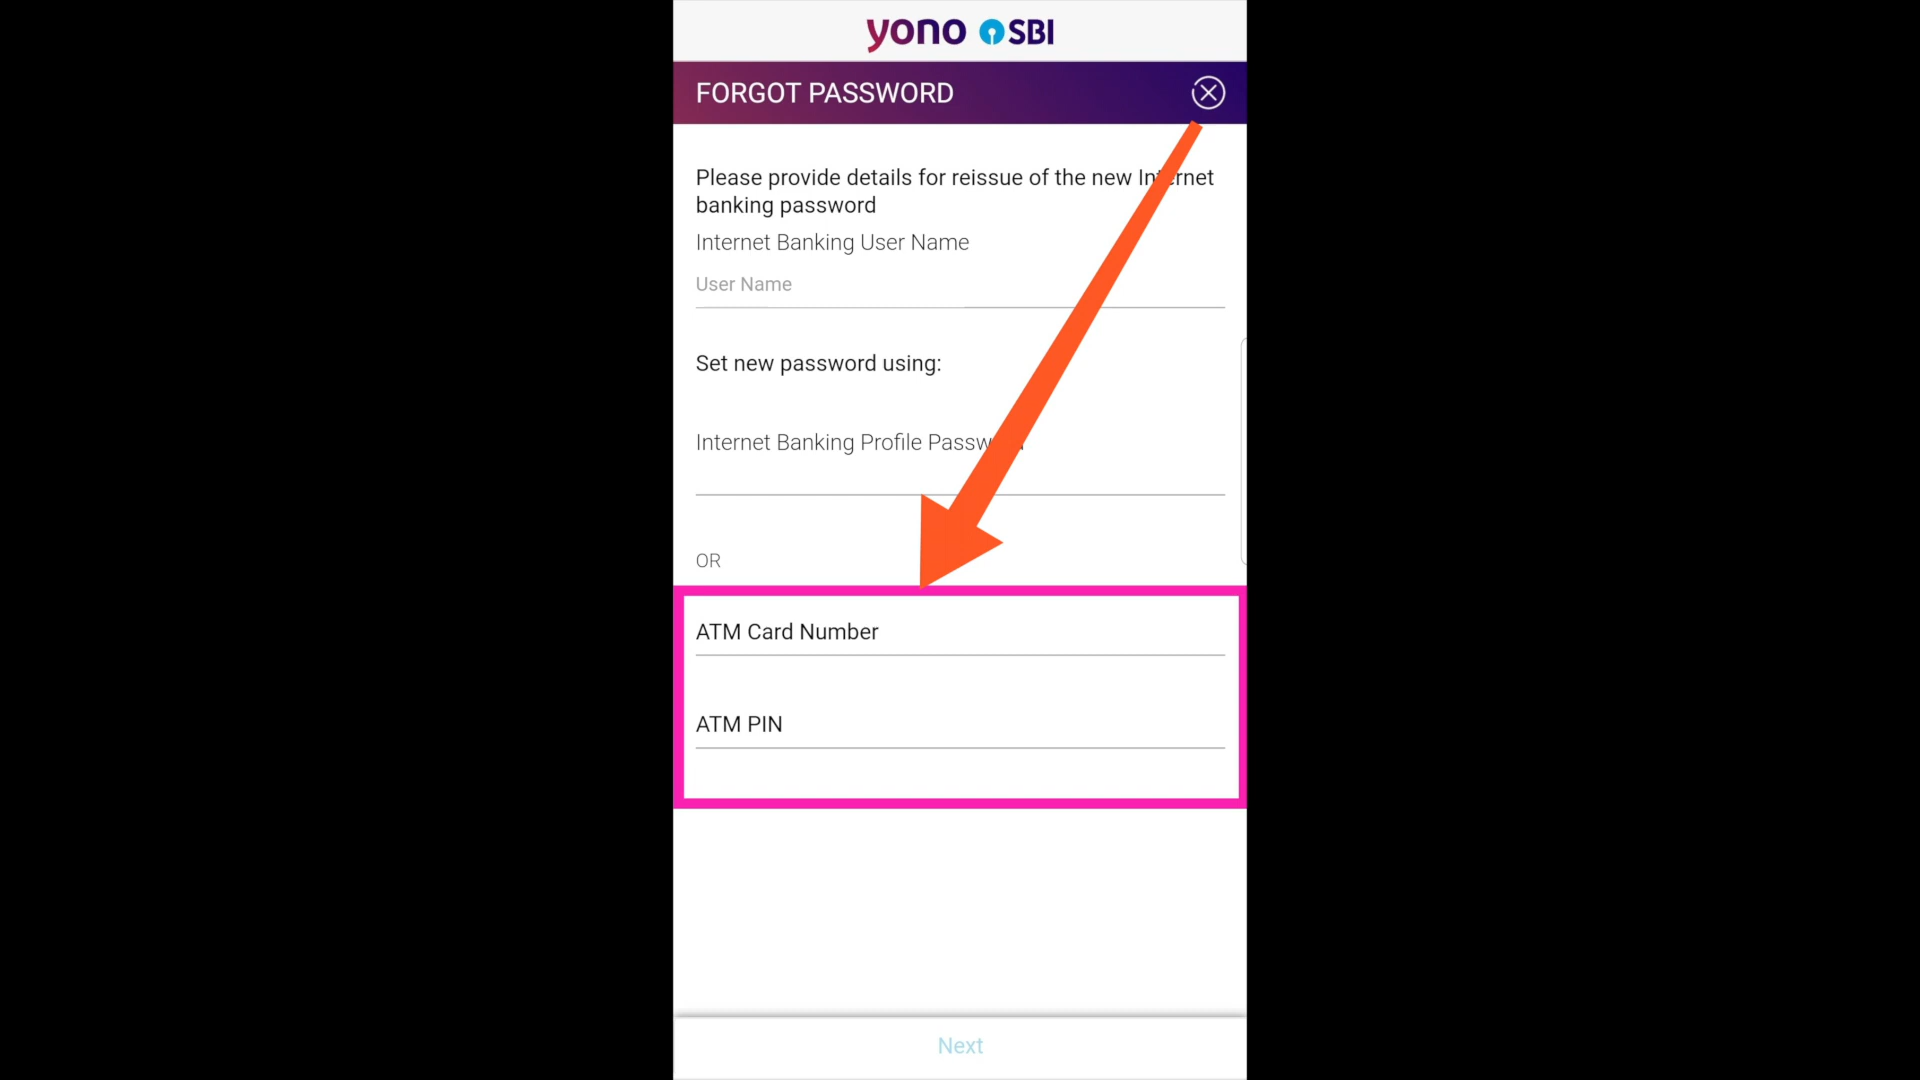 yono SBI
FORGOT PASSWORD
Please provide details for reissue of the new Internet
banking password
Internet Banking User Name
User Name
Set new password using:
Internet Banking Profile Password
OR
ATM Card Number
ATM PIN
Next